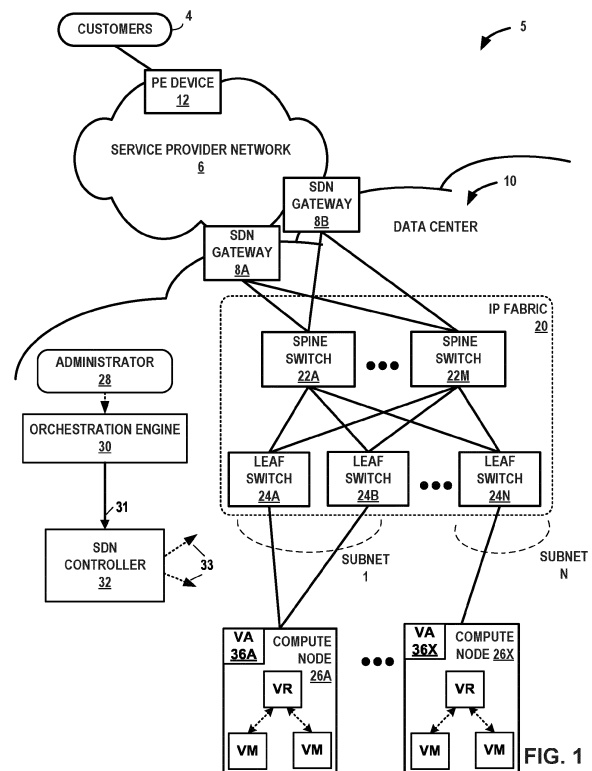 CUSTOMERS
4
5
PE DEVICE
12
SERVICE PROVIDER NETWORK
6
SDN
GATEWAY
8B
10
DATA CENTER
SDN
GATEWAY
8A
IP FABRIC
20
SPINE
SWITCH
22A
SPINE
SWITCH
22M
ADMINISTRATOR
28
ORCHESTRATION ENGINE
30
LEAF
SWITCH
24A
LEAF
SWITCH
24B
LEAF
SWITCH
24N
31
SDN
CONTROLLER
32
33
SUBNET
1
SUBNET
N
VA
36A
COMPUTE
NODE
26A
VR
VM
VM
VA
36X
COMPUTE
NODE 26X
VR
VM
VM
FIG. 1